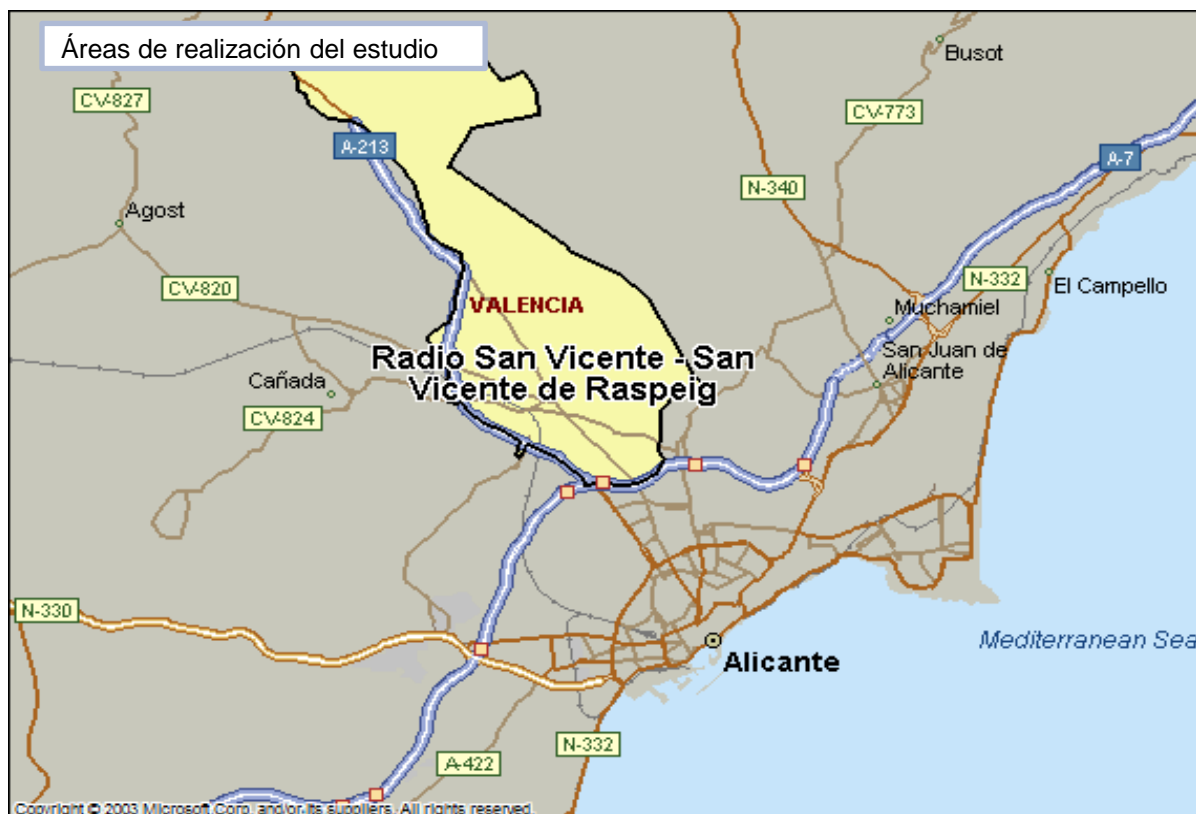 Áreas de realización del estudio
Busot
CV-827
CV-773
A-213
A-7
N-340
Agost
CV-820
N-332
El Campello
VALENCIA
Muchamiel
Radio San Vicente - San
Vicente de Raspeig
San Juan de
Alicante
Cañada
CV-824
N-330
Mediterranean Sea
Alicante
N-332
A-422
Copyright © 2003 Microsoft Corp. and/or its suppliers. All rights reserved.